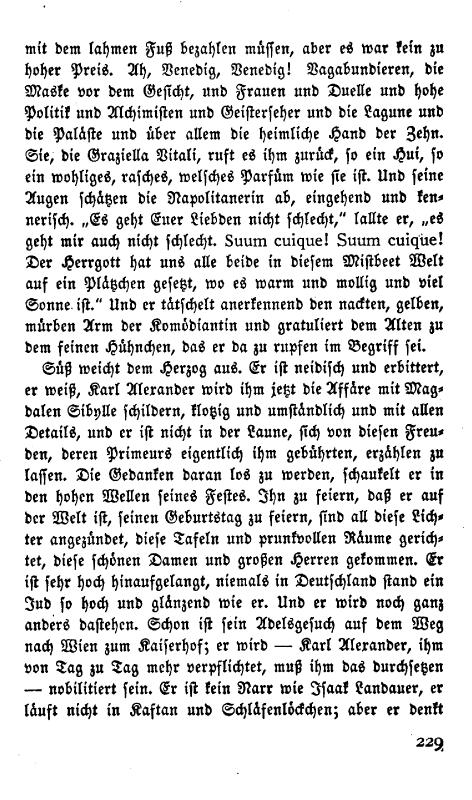 mit dem lahmen Fuß bezahlen müssen, aber es war kein zu
hoher Preis. Ah, Venedig, Venedig! Vagabundieren, die
Maske vor dem Gesicht, und Frauen und Duelle und hohe
Politik und Alchimisten und Geisterseher und die Lagune und
die Paläste und über allem die heimliche Hand der Zehn.
Sie, die Graziella Vitali, ruft es ihm zurück, so ein Hui, so
ein wohliges, rasches, welsches Parfüm wie sie ist. Und seine
Augen schätzen die Napolitanerin ab, eingehend und ken-
nerisch. „Es geht Euer Liebden nicht schlecht,“ lallte er, „es
geht mir auch nicht schlecht. Suum cuique! Suum cuique!
Der Herrgott hat uns alle beide in diesem Mistbeet Welt
auf ein Plätzchen gesetzt, wo es warm und mollig und viel
Sonne ist.“ Und er tätschelt anerkennend den nackten, gelben,
mürben Arm der Komödiantin und gratuliert dem Alten zu
dem feinen Hühnchen, das er da zu rupfen im Begriff sei.
Süß weicht dem Herzog aus. Er ist neidisch und erbittert,
er weiß, Karl Alexander wird ihm jetzt die Affäre mit Mag-
dalen Sibylle schildern, klotzig und umständlich und mit allen
Details, und er ist nicht in der Laune, sich von diesen Freu-
den, deren Primeurs eigentlich ihm gebührten, erzählen zu
lassen. Die Gedanken daran los zu werden, schaukelt er in
den hohen Wellen seines Festes. Ihn zu feiern, daß er auf
der Welt ist, seinen Geburtstag zu feiern, sind all diese Lich-
ter angezündet, diese Tafeln und prunkvollen Räume gerich-
tet, diese schönen Damen und großen Herren gekommen. Er
ist sehr hoch hinaufgelangt, niemals in Deutschland stand ein
Jud so hoch und glänzend wie er. Und er wird noch ganz
anders dastehen. Schon ist sein Adelsgesuch auf dem Weg
nach Wien zum Kaiserhof; er wird — Karl Alexander, ihm
von Tag zu Tag mehr verpflichtet, muß ihm das durchsetzen
— nobilitiert sein. Er ist kein Narr wie Isaak Landauer, er
läuft nicht in Kaftan und Schläfenlöckchen; aber er denkt
229